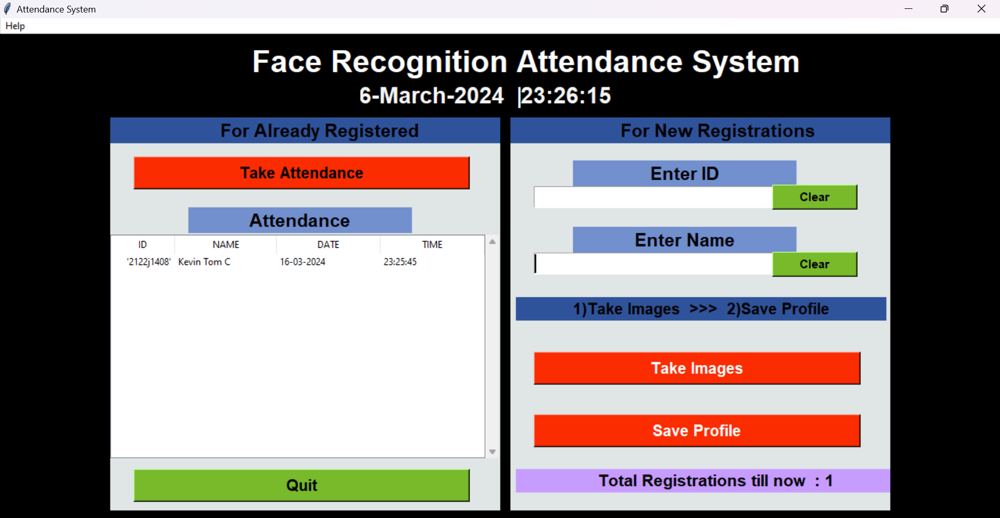 Attendance System
Help
Face Recognition Attendance System
6-March-2024 |23:26:15
For Already Registered
Take Attendance
Attendance
ID NAME DATE TIME
'2122j1408' Kevin Tom C 16-03-2024 23:25:45
Quit
For New Registrations
Enter ID
Clear
Enter Name
Clear
1)Take Images >>> 2)Save Profile
Take Images
Save Profile
Total Registrations till now : 1